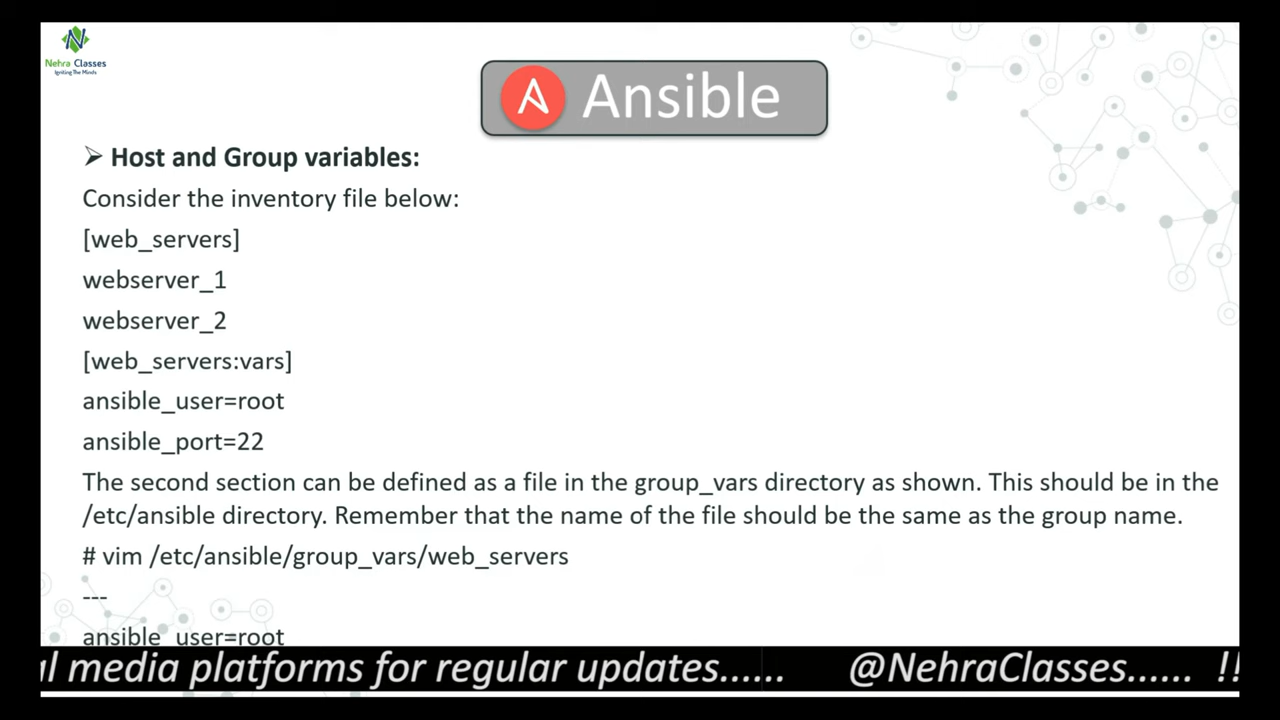 Nehra Classes
Igniting The Minds
Ansible
➢ Host and Group variables:
Consider the inventory file below:
[web_servers]
webserver_1
webserver_2
[web_servers:vars]
ansible_user=root
ansible_port=22
The second section can be defined as a file in the group_vars directory as shown. This should be in the
/etc/ansible directory. Remember that the name of the file should be the same as the group name.
# vim /etc/ansible/group_vars/web_servers
---
ansible_user=root
l media platforms for regular updates...... @NehraClasses...... !!